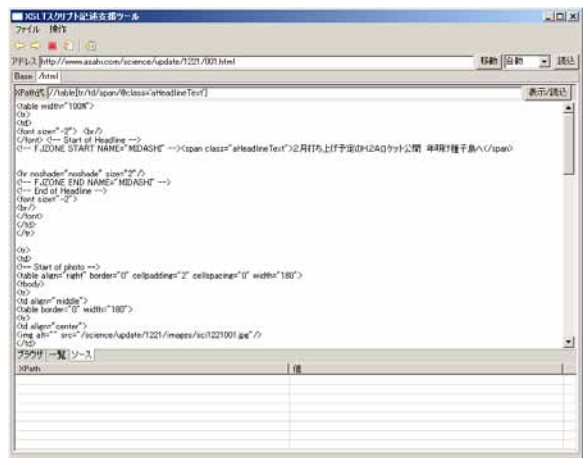 XSLTスクリプト記述支援ツール
ファイル 操作
アドレス http://www.asahi.com/science/update/1221/001.html 移動 自動 読込
Base /html
XPath式 //table[tr/td/span/@class='aHeadlineText'] 表示/読込
<table width="100%">
<tr>
<td>
<font size="-2"> <br/>
</font> <!-- Start of Headline -->
<!-- FJZONE START NAME="MIDASHI" --><span class="aHeadlineText">2月打ち上げ予定のH2Aロケット公開 年明け種子島へ</span>
<hr noshade="noshade" size="2"/>
<!-- FJZONE END NAME="MIDASHI" -->
<!-- End of Headline -->
<font size="-2">
<br/>
</font>
</td>
</tr>
<tr>
<td>
<!-- Start of photo -->
<table align="right" border="0" cellpadding="2" cellspacing="0" width="180">
<tbody>
<tr>
<td align="middle">
<table border="0" width="180">
<tr>
<td align="center">
<img alt="" src="/science/update/1221/images/sci1221001.jpg"/>
</td>
ブラウザ 一覧 ソース
XPath 値